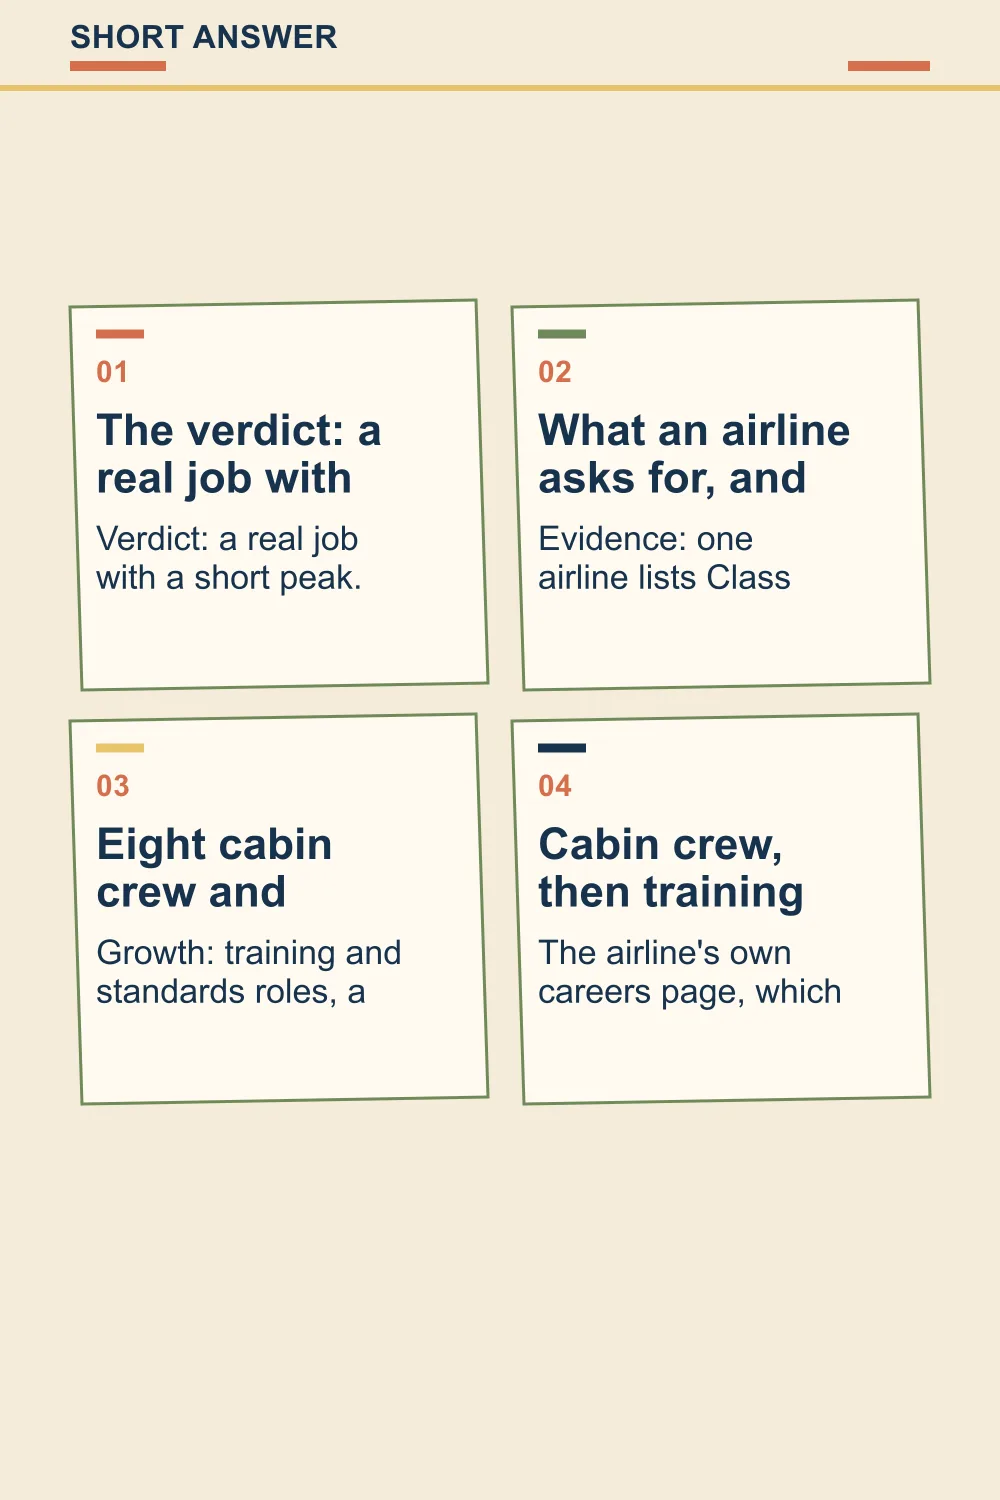 SHORT ANSWER
01
The verdict: a
real job with
Verdict: a real job
with a short peak.
02
What an airline
asks for, and
Evidence: one
airline lists Class
03
Eight cabin
crew and
Growth: training and
standards roles, a
04
Cabin crew,
then training
The airline's own
careers page, which